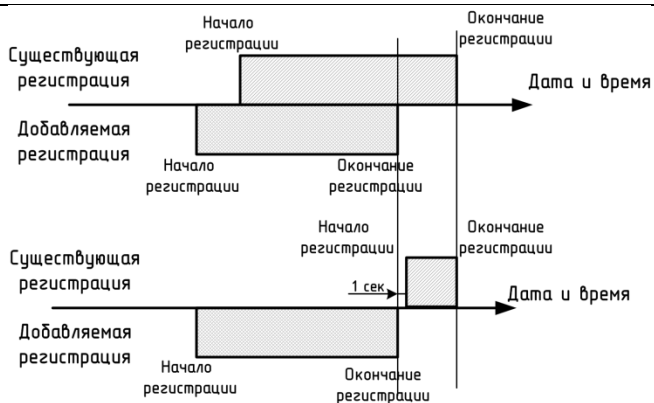 Начало
регистрации
Окончание
регистрации
Существующая
регистрация
Дата и время
Добавляемая
регистрация
Начало
регистрации
Окончание
регистрации
Начало
регистрации
Окончание
регистрации
Существующая
регистрация
1 сек
Дата и время
Добавляемая
регистрация
Начало
регистрации
Окончание
регистрации